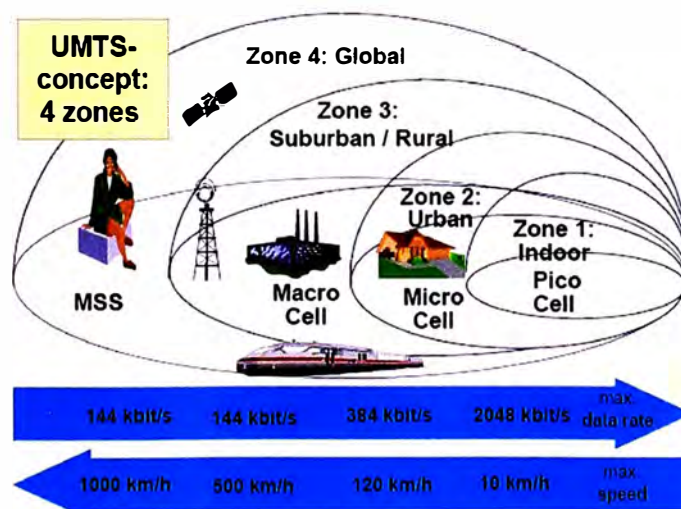 UMTS-
concept:
4 zones
Zone 4: Global
Zone 3:
Suburban / Rural
Zone 2:
Urban
Zone 1:
Indoor
MSS
Macro
Cell
Micro
Cell
Pico
Cell
144 kbit/s 144 kbit/s 384 kbit/s 2048 kbit/s max.
data rate
1000 km/h 500 km/h 120 km/h 10 km/h max.
speed